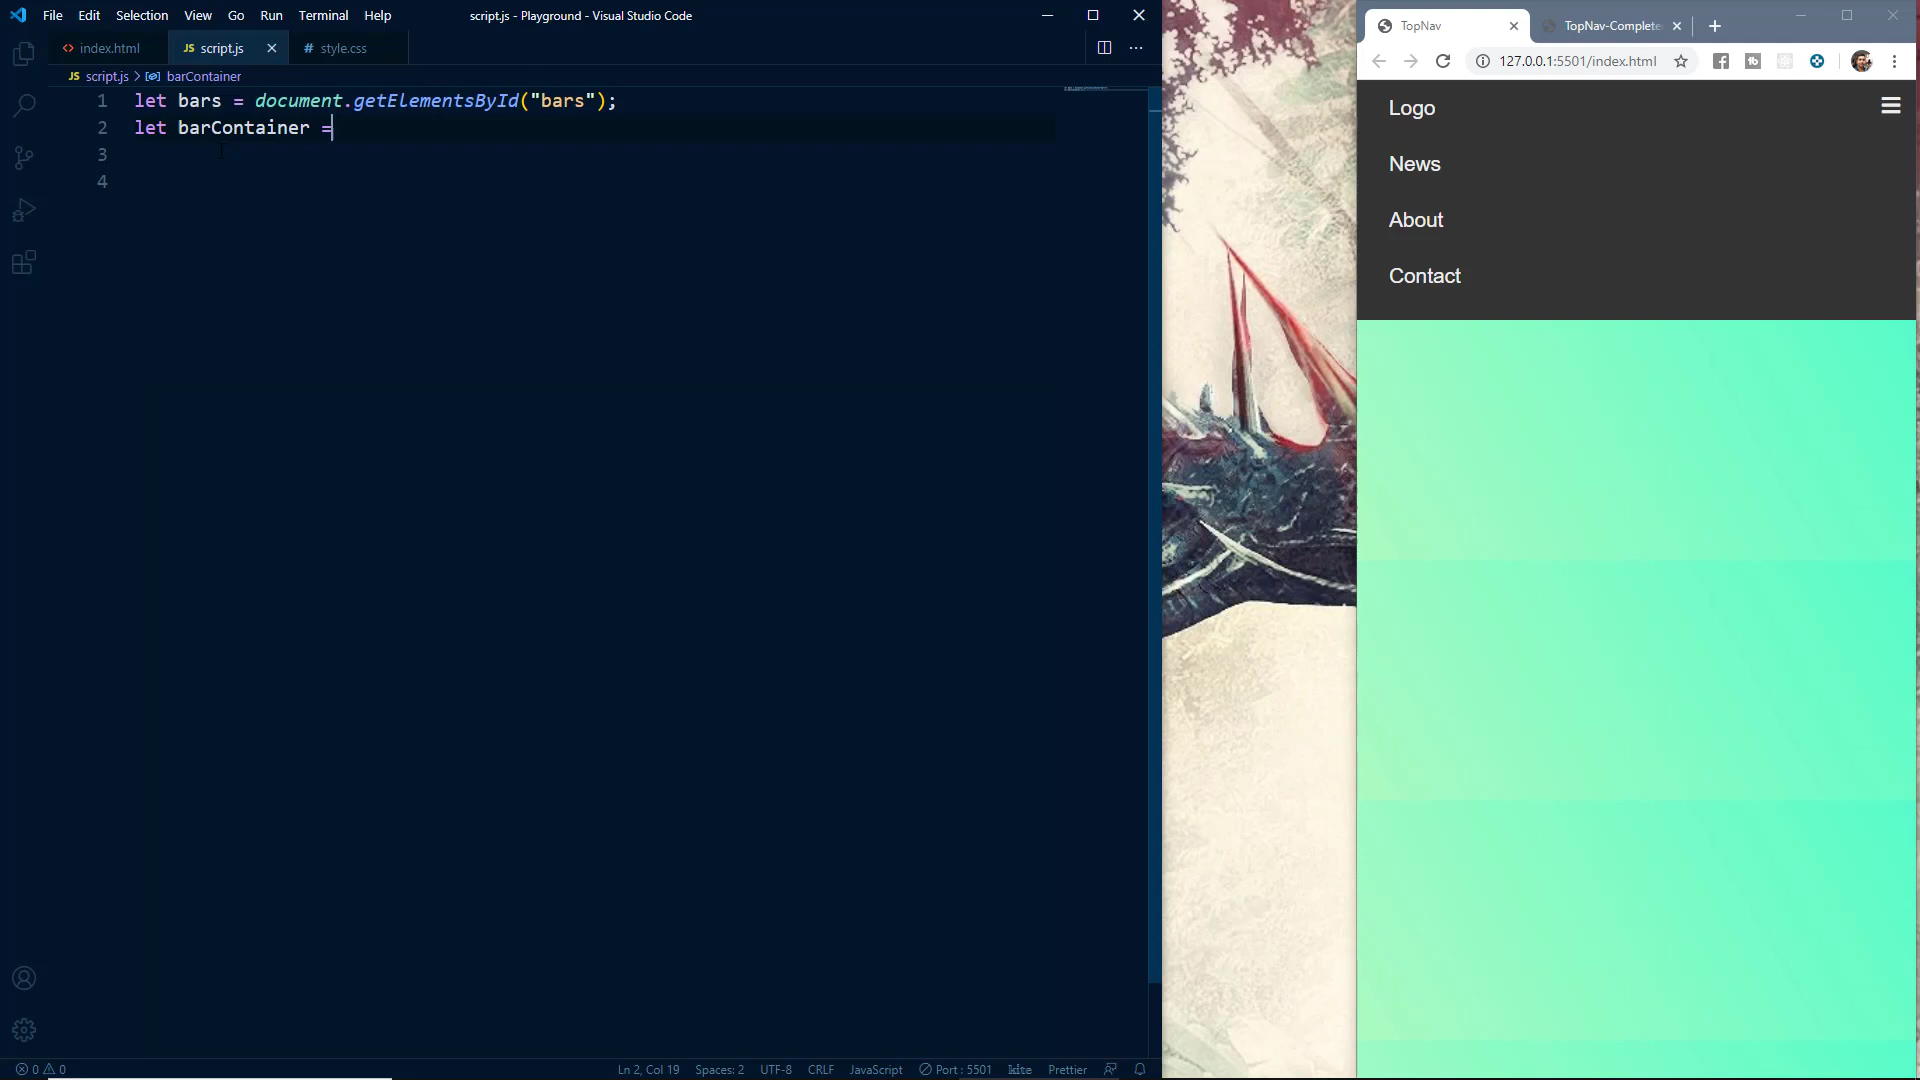 File Edit Selection View Go Run Terminal Help script.js - Playground - Visual Studio Code
index.html JS script.js # style.css
JS script.js barContainer
1 let bars = document.getElementsById("bars");
2 let barContainer =
3
4
0 0 Ln 2, Col 19 Spaces: 2 UTF-8 CRLF JavaScript Port : 5501 kite Prettier
TopNav TopNav-Complete
127.0.0.1:5501/index.html
Logo
News
About
Contact